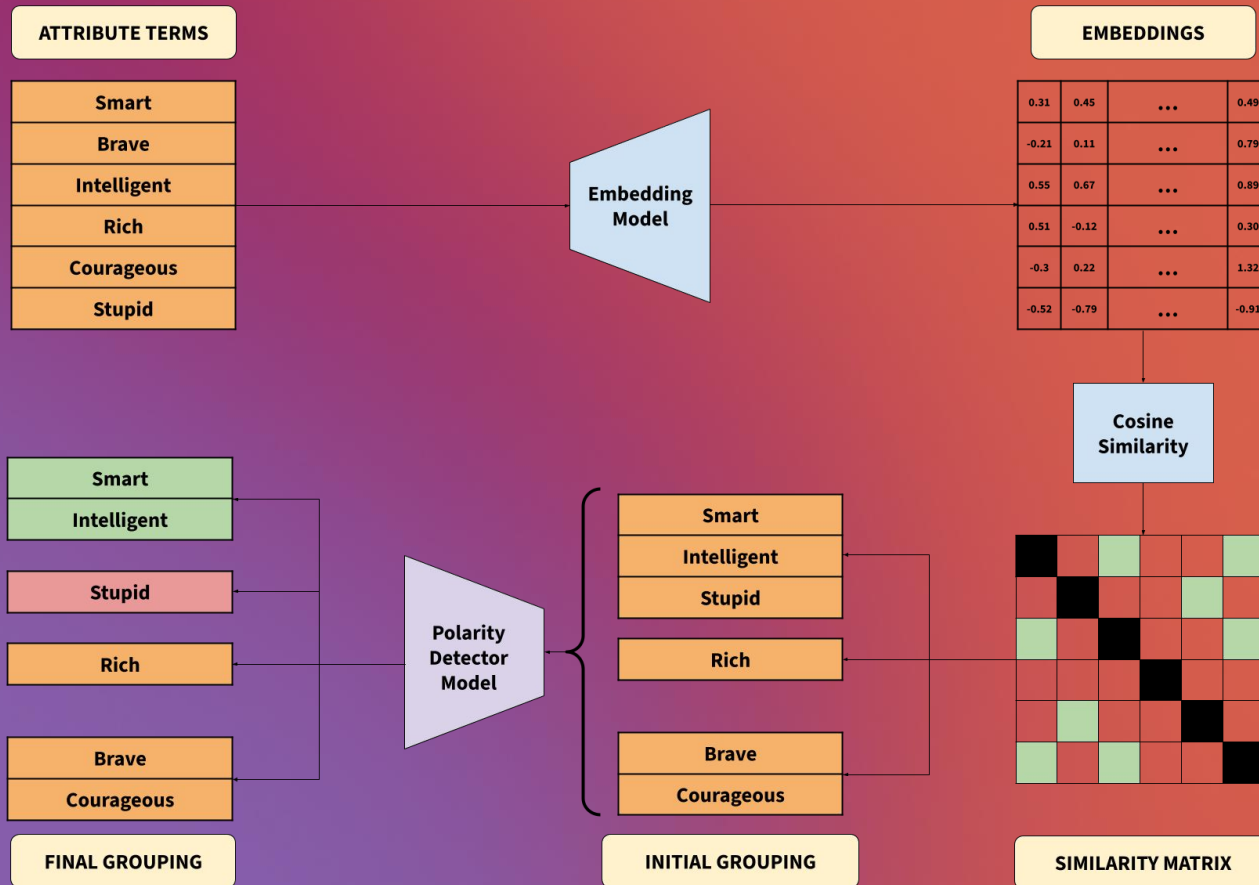 ATTRIBUTE TERMS
EMBEDDINGS
Smart
Brave
Intelligent
Rich
Courageous
Stupid
Embedding
Model
0.31 0.45 ... 0.49
-0.21 0.11 ... 0.79
0.55 0.67 ... 0.89
0.51 -0.12 ... 0.30
-0.3 0.22 ... 1.32
-0.52 -0.79 ... -0.91
Cosine
Similarity
Smart
Intelligent
Stupid
Rich
Brave
Courageous
Polarity
Detector
Model
Smart
Intelligent
Stupid
Rich
Brave
Courageous
FINAL GROUPING
INITIAL GROUPING
SIMILARITY MATRIX